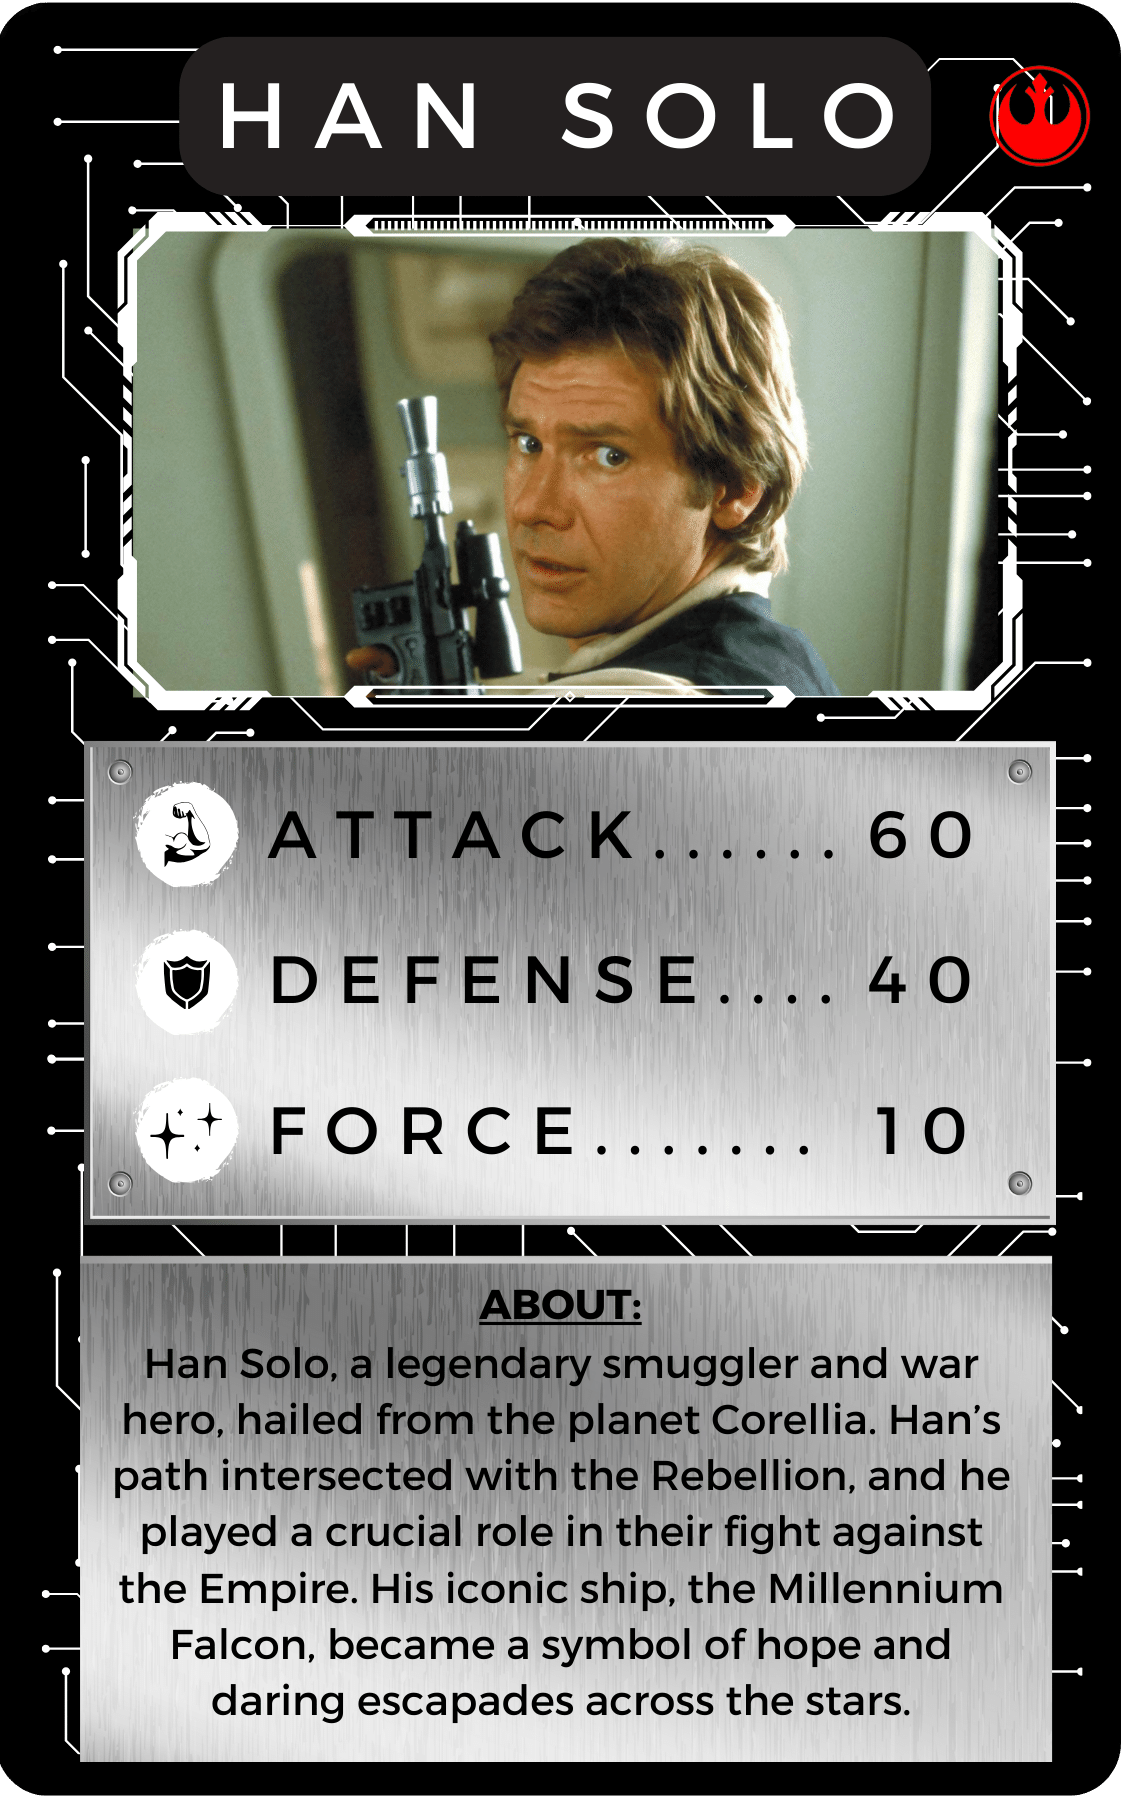 HAN SOLO
ATTACK...... 60
DEFENSE.... 40
FORCE....... 10
ABOUT:
Han Solo, a legendary smuggler and war
hero, hailed from the planet Corellia. Han’s
path intersected with the Rebellion, and he
played a crucial role in their fight against
the Empire. His iconic ship, the Millennium
Falcon, became a symbol of hope and
daring escapades across the stars.